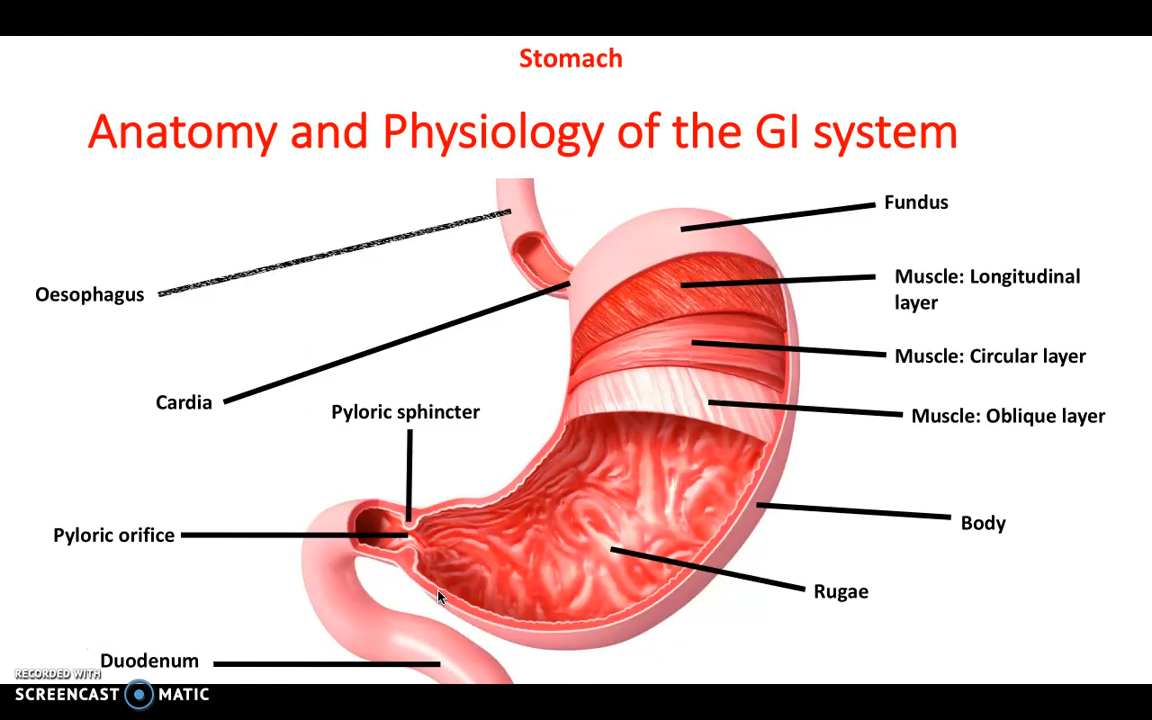 Stomach
Anatomy and Physiology of the GI system
Fundus
Muscle: Longitudinal
layer
Oesophagus
Muscle: Circular layer
Cardia
Pyloric sphincter
Muscle: Oblique layer
Pyloric orifice
Body
Rugae
Duodenum
RECORDED WITH
SCREENCAST MATIC